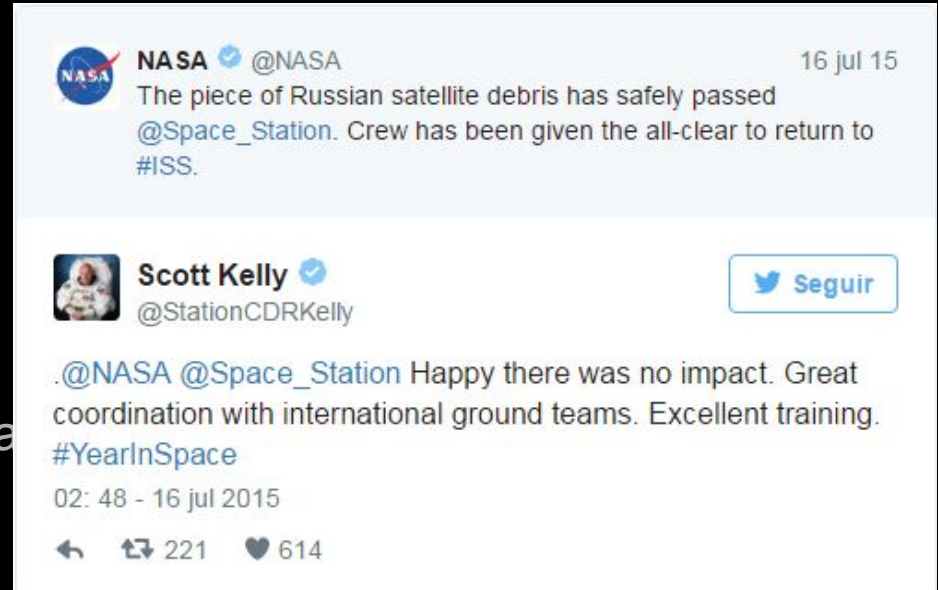 NASA @NASA 16 jul 15
NASA
The piece of Russian satellite debris has safely passed
@Space_Station. Crew has been given the all-clear to return to
#ISS.
Scott Kelly
@StationCDRKelly
Seguir
.@NASA @Space_Station Happy there was no impact. Great
coordination with international ground teams. Excellent training.
#YearInSpace
02: 48 - 16 jul 2015
221 614